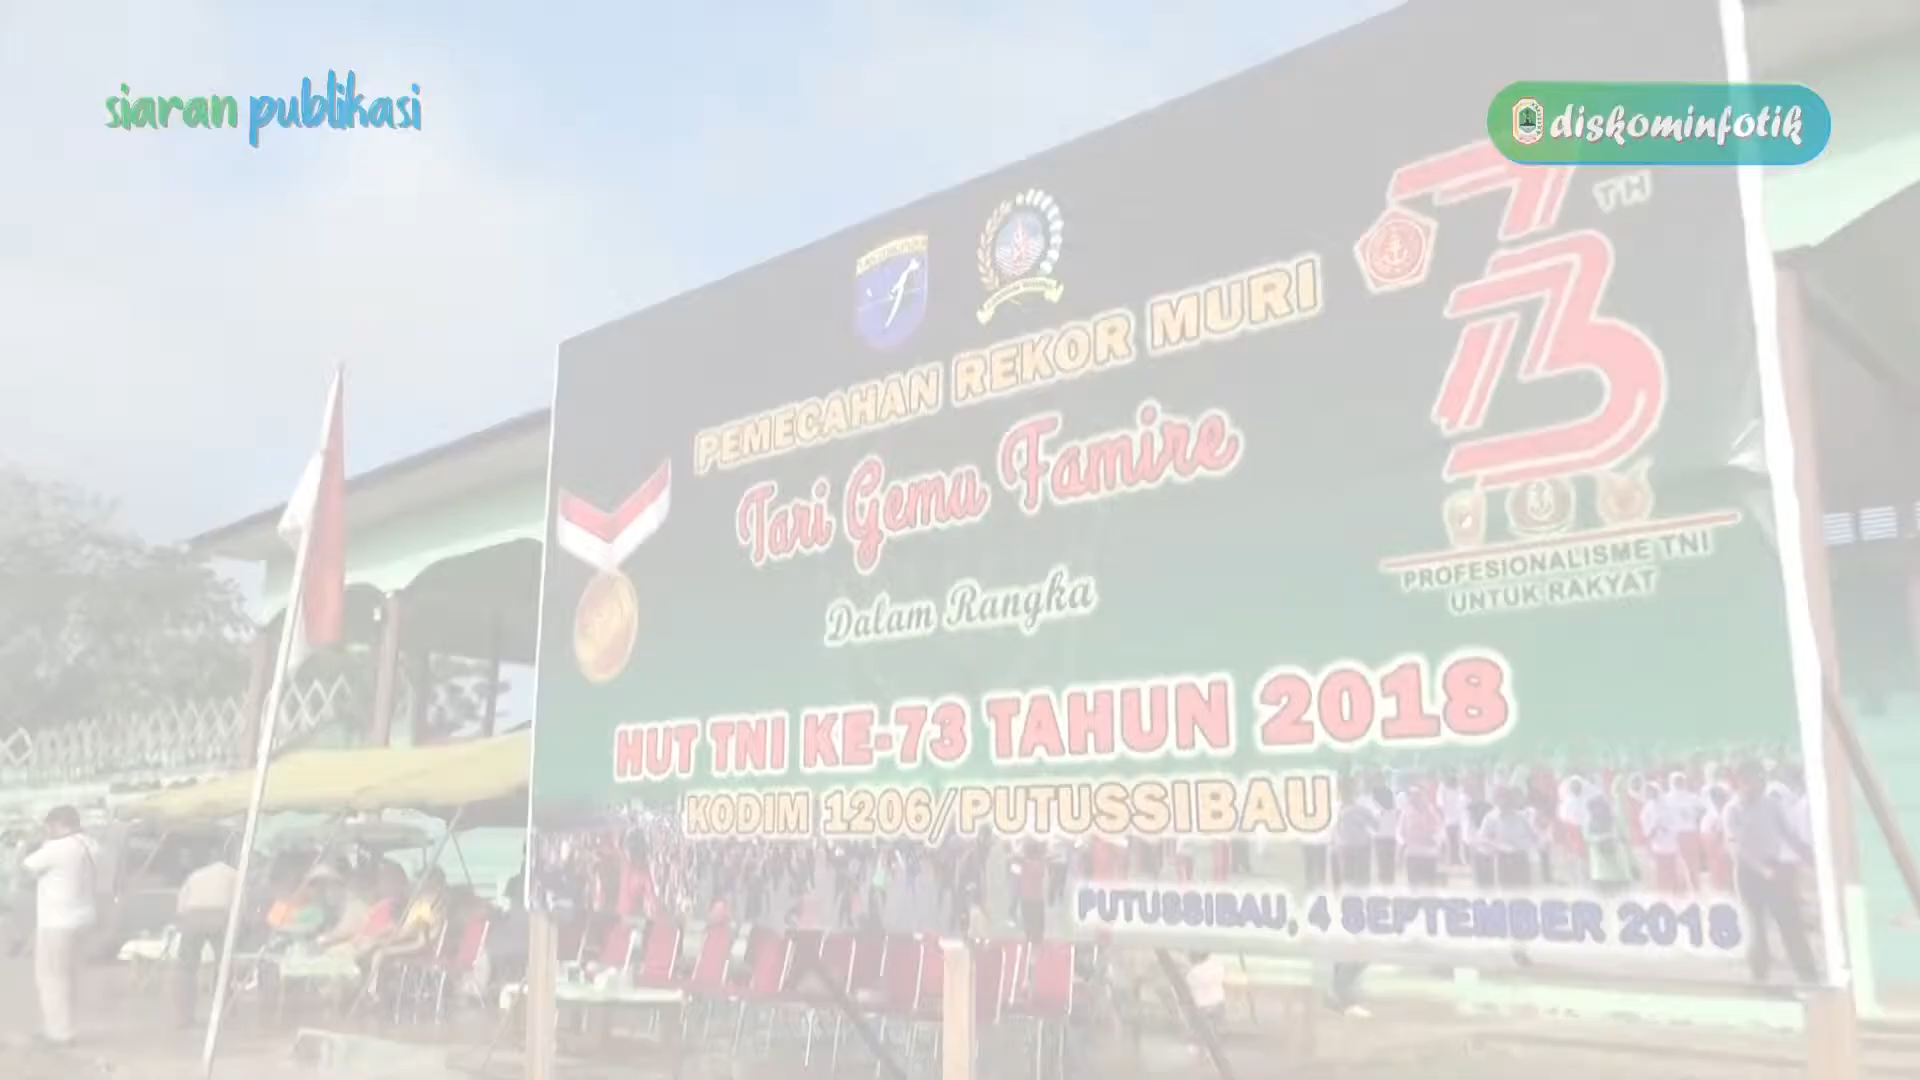 siaran publikasi
diskominfotik
PEMECAHAN REKOR MURI
Tari Gemu Famire
Dalam Rangka
HUT TNI KE-73 TAHUN 2018
KODIM 1206/PUTUSSIBAU
PUTUSSIBAU, 4 SEPTEMBER 2018
73 TH
PROFESIONALISME TNI
UNTUK RAKYAT